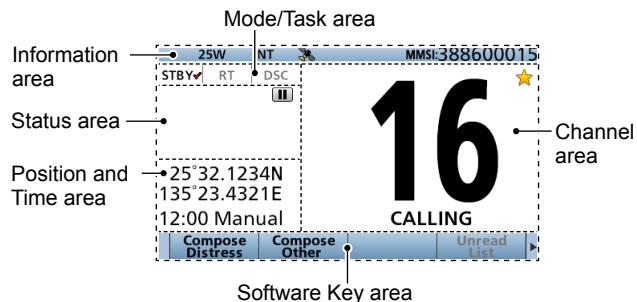 Mode/Task area
Information area
25W NT MMSI:388600015
STBY RT DSC
Status area
16
Channel area
Position and Time area
25°32.1234N
135°23.4321E
12:00 Manual
CALLING
Compose Distress
Compose Other
Unread List
Software Key area